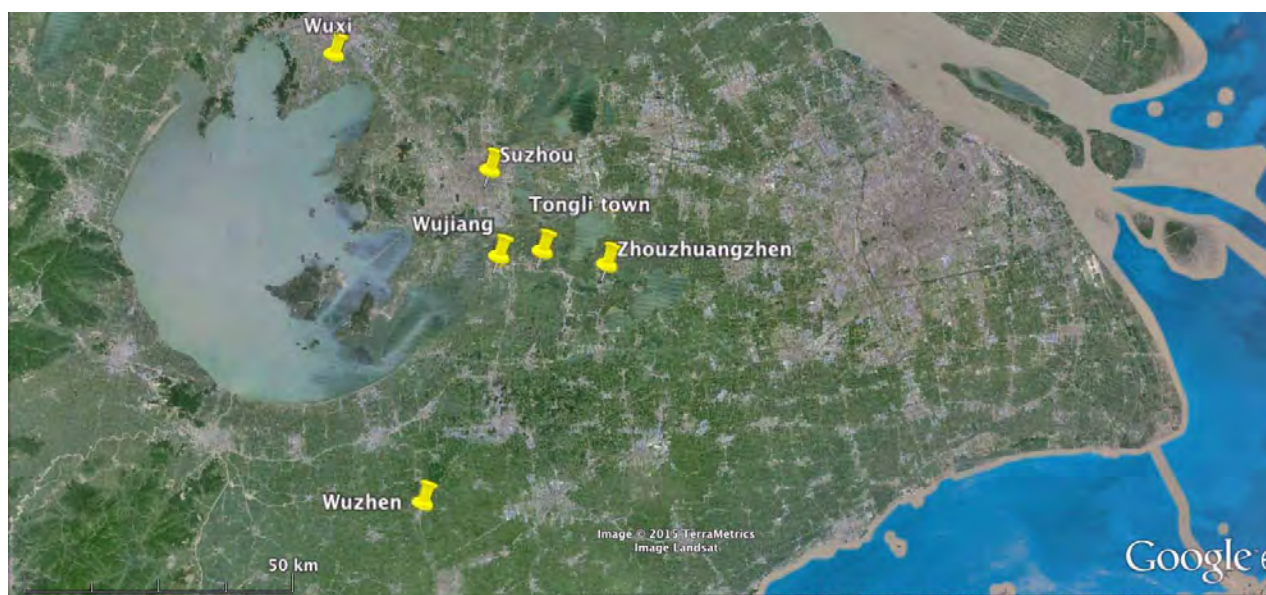 Wuxi
Suzhou
Tongli town
Wujiang
Zhouzhuangzhen
Wuzhen
Image © 2015 TerraMetrics
Image Landsat
50 km
Google e